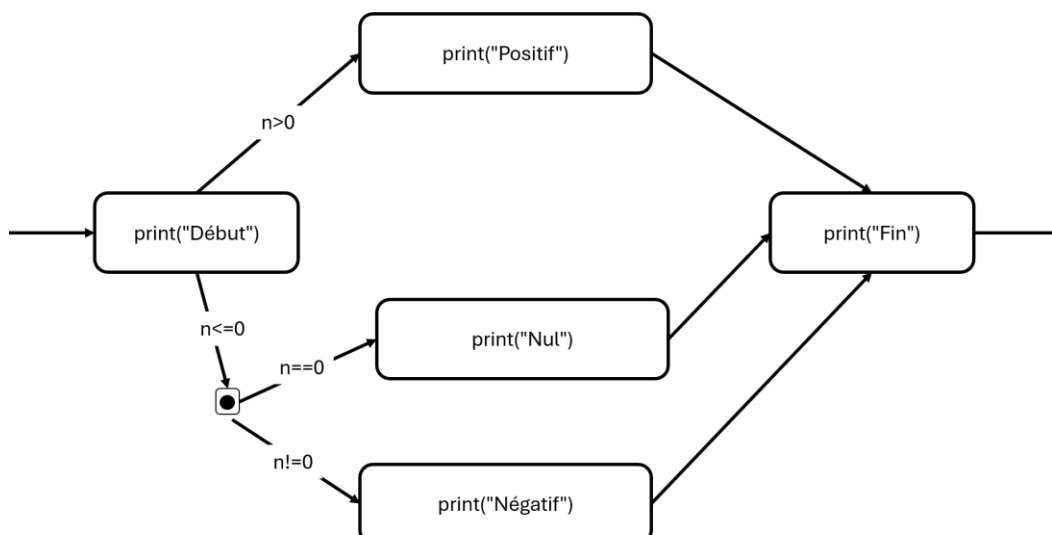 print("Positif")
n>0
print("Début")
print("Fin")
n<=0
print("Nul")
n==0
n!=0
print("Négatif")